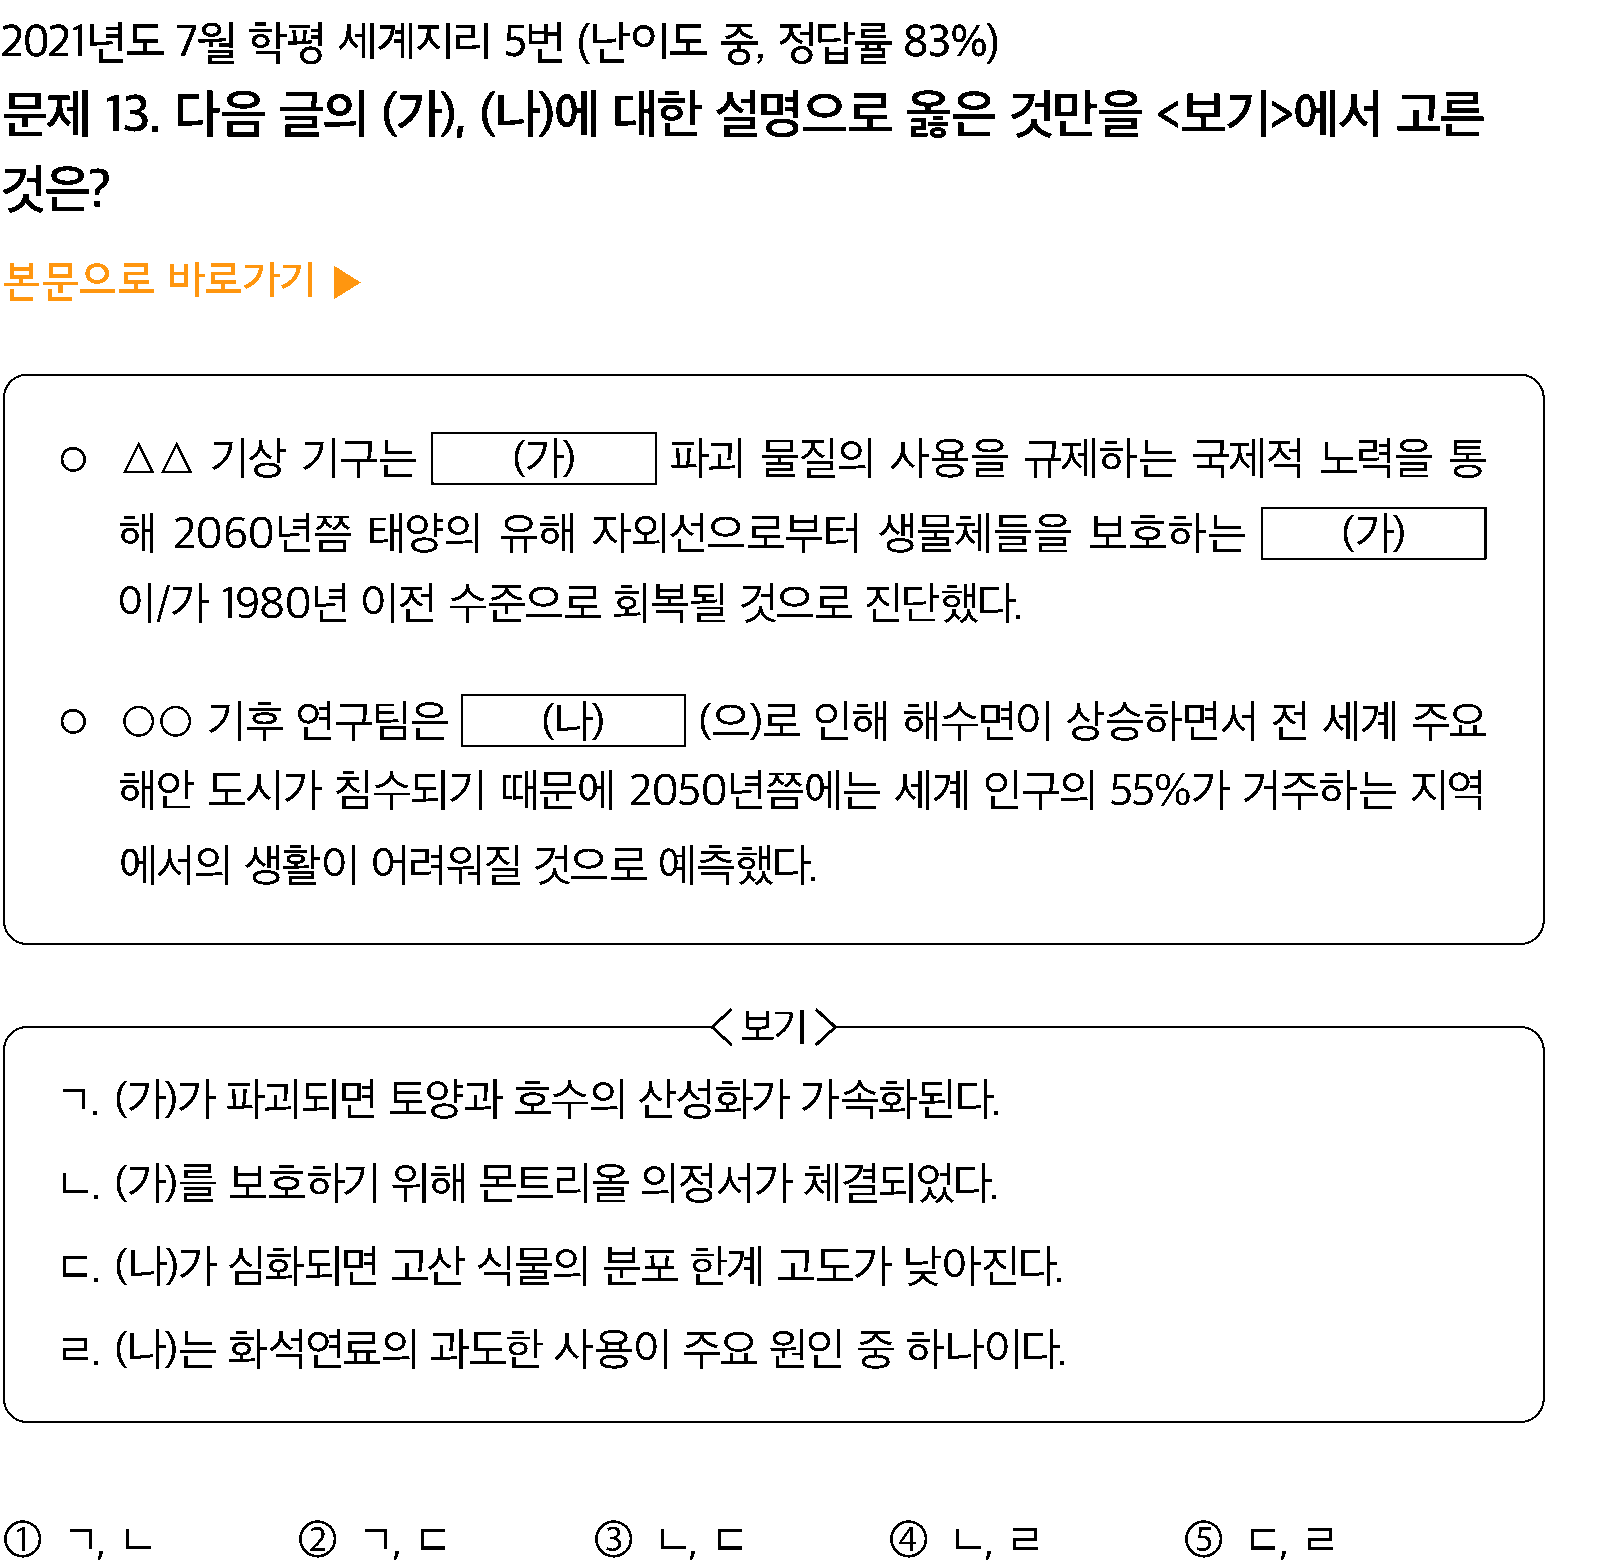 2021년도 7월 학평 세계지리 5번 (난이도 중, 정답률 83%)
문제 13. 다음 글의 (가), (나)에 대한 설명으로 옳은 것만을 <보기>에서 고른
것은?
본문으로 바로가기 ▶
○ △△ 기상 기구는 (가) 파괴 물질의 사용을 규제하는 국제적 노력을 통
해 2060년쯤 태양의 유해 자외선으로부터 생물체들을 보호하는 (가)
이/가 1980년 이전 수준으로 회복될 것으로 진단했다.
○ ○○ 기후 연구팀은 (나) (으)로 인해 해수면이 상승하면서 전 세계 주요
해안 도시가 침수되기 때문에 2050년쯤에는 세계 인구의 55%가 거주하는 지역
에서의 생활이 어려워질 것으로 예측했다.
<보기>
ㄱ. (가)가 파괴되면 토양과 호수의 산성화가 가속화된다.
ㄴ. (가)를 보호하기 위해 몬트리올 의정서가 체결되었다.
ㄷ. (나)가 심화되면 고산 식물의 분포 한계 고도가 낮아진다.
ㄹ. (나)는 화석연료의 과도한 사용이 주요 원인 중 하나이다.
① ㄱ, ㄴ ② ㄱ, ㄷ ③ ㄴ, ㄷ ④ ㄴ, ㄹ ⑤ ㄷ, ㄹ